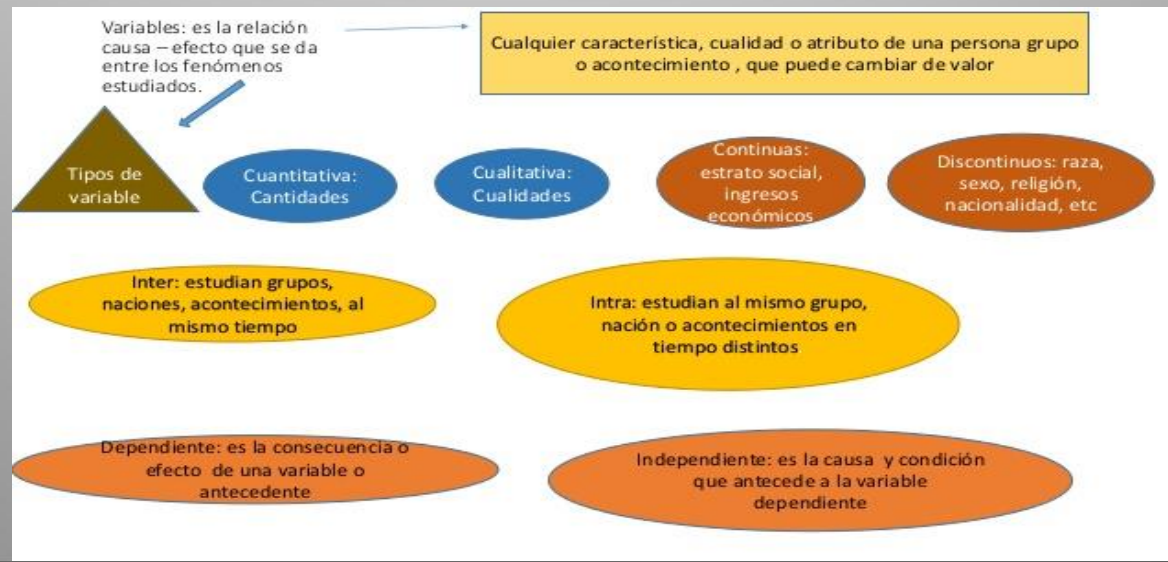 Variables: es la relación
causa – efecto que se da
entre los fenómenos
estudiados.
Cualquier característica, cualidad o atributo de una persona grupo
o acontecimiento , que puede cambiar de valor
Tipos de
variable
Cuantitativa:
Cantidades
Cualitativa:
Cualidades
Continuas:
estrato social,
ingresos
económicos
Discontinuos: raza,
sexo, religión,
nacionalidad, etc
Inter: estudian grupos,
naciones, acontecimientos, al
mismo tiempo
Intra: estudian al mismo grupo,
nación o acontecimientos en
tiempo distintos
Dependiente: es la consecuencia o
efecto de una variable o
antecedente
Independiente: es la causa y condición
que antecede a la variable
dependiente